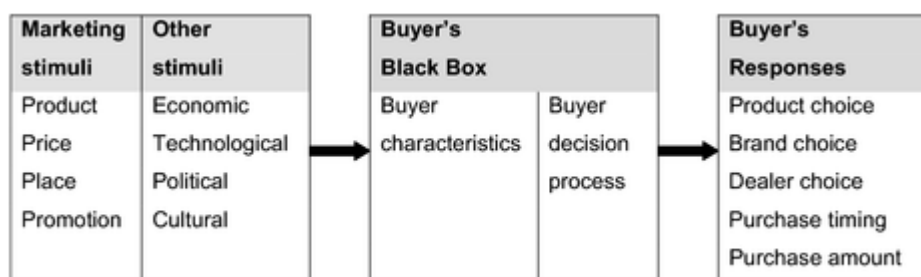 Marketing stimuli
Product
Price
Place
Promotion
Other stimuli
Economic
Technological
Political
Cultural
Buyer's
Black Box
Buyer
characteristics
Buyer
decision
process
Buyer's
Responses
Product choice
Brand choice
Dealer choice
Purchase timing
Purchase amount